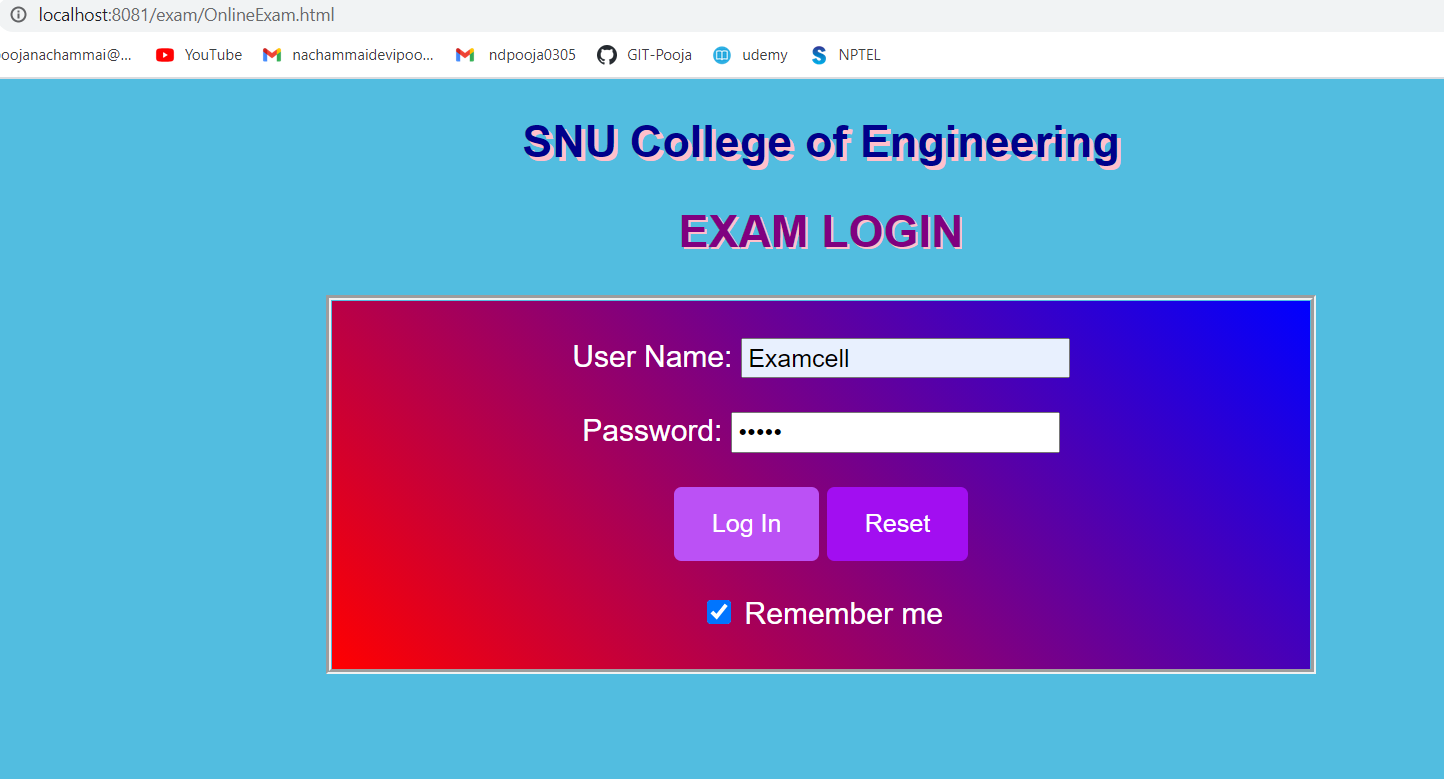 localhost:8081/exam/OnlineExam.html
oojanachammai@... YouTube nachammaidevipoo... ndpooja0305 GIT-Pooja udemy NPTEL
SNU College of Engineering
EXAM LOGIN
User Name: Examcell
Password: •••••
Log In Reset
Remember me